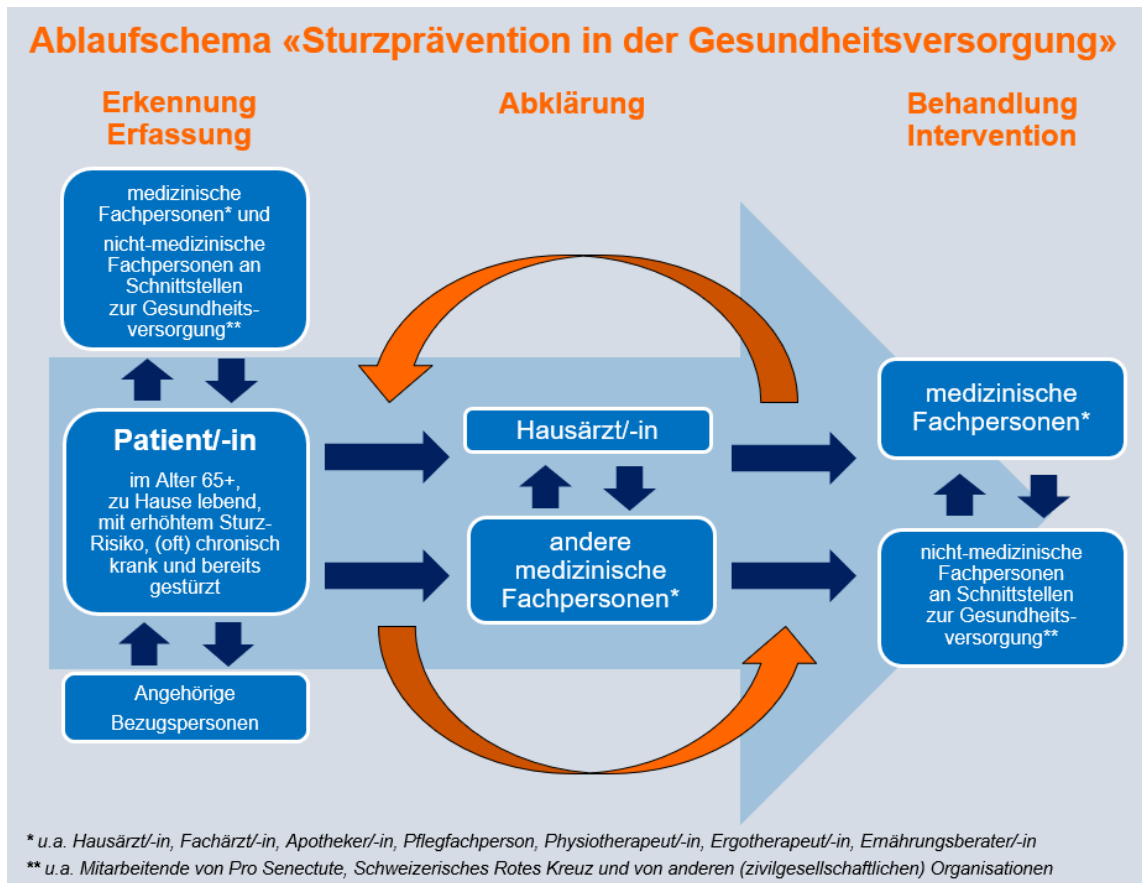 Ablaufschema «Sturzprävention in der Gesundheitsversorgung»
Erkennung
Erfassung
Abklärung
Behandlung
Intervention
medizinische
Fachpersonen* und
nicht-medizinische
Fachpersonen an
Schnittstellen
zur Gesundheits-
versorgung**
Patient/-in
im Alter 65+,
zu Hause lebend,
mit erhöhtem Sturz-
Risiko, (oft) chronisch
krank und bereits
gestürzt
Angehörige
Bezugspersonen
Hausärzt/-in
andere
medizinische
Fachpersonen*
medizinische
Fachpersonen*
nicht-medizinische
Fachpersonen
an Schnittstellen
zur Gesundheits-
versorgung**
* u.a. Hausärzt/-in, Fachärzt/-in, Apotheker/-in, Pflegfachperson, Physiotherapeut/-in, Ergotherapeut/-in, Ernährungsberater/-in
** u.a. Mitarbeitende von Pro Senectute, Schweizerisches Rotes Kreuz und von anderen (zivilgesellschaftlichen) Organisationen